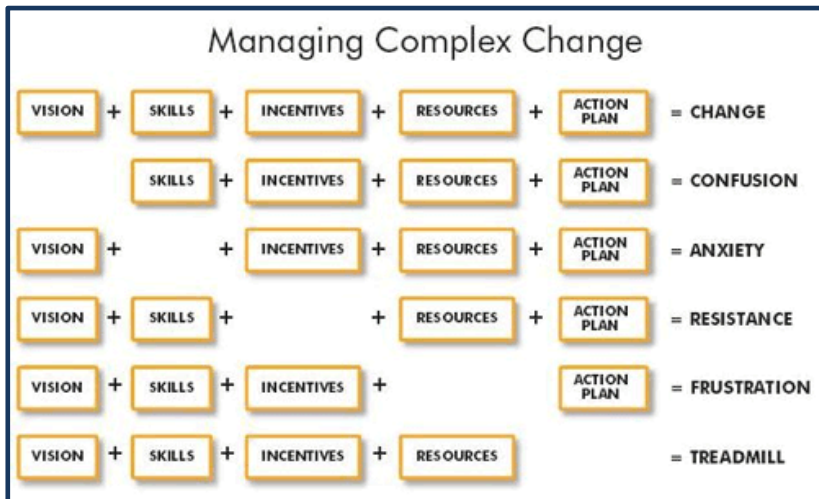 Managing Complex Change
VISION + SKILLS + INCENTIVES + RESOURCES + ACTION PLAN = CHANGE
SKILLS + INCENTIVES + RESOURCES + ACTION PLAN = CONFUSION
VISION + + INCENTIVES + RESOURCES + ACTION PLAN = ANXIETY
VISION + SKILLS + + RESOURCES + ACTION PLAN = RESISTANCE
VISION + SKILLS + INCENTIVES + ACTION PLAN = FRUSTRATION
VISION + SKILLS + INCENTIVES + RESOURCES = TREADMILL